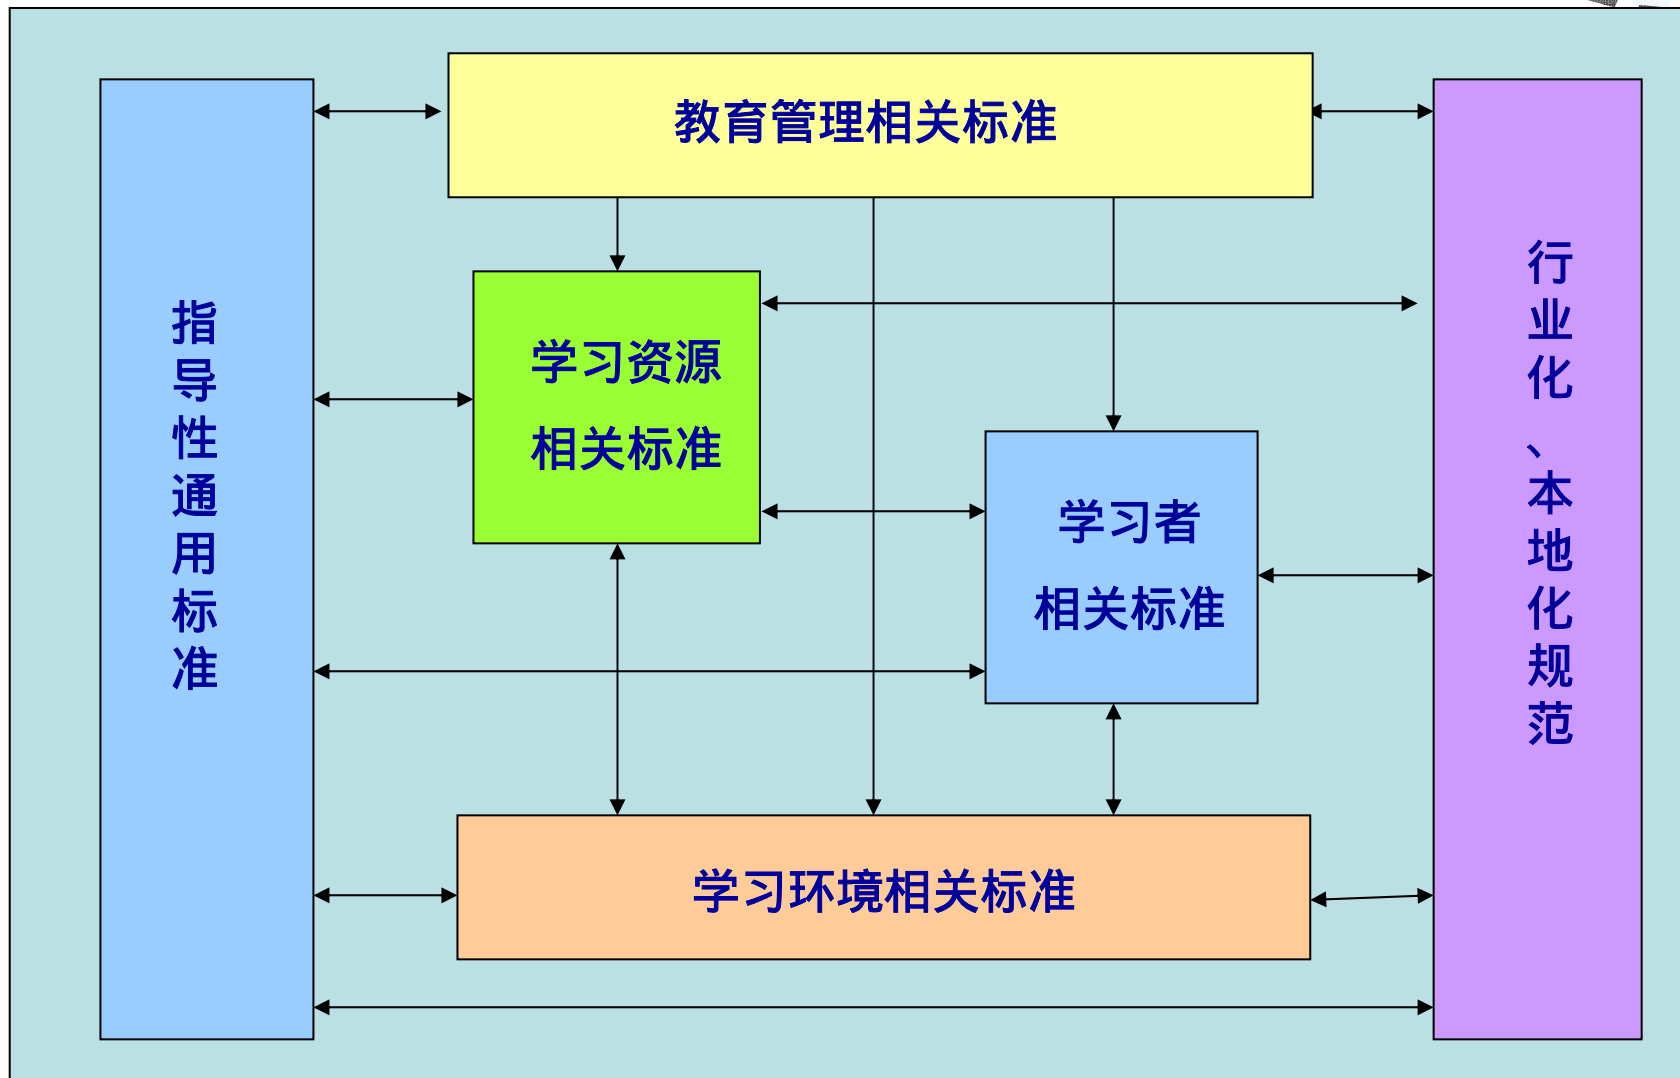 教育管理相关标准
指导性通用标准
学习资源
相关标准
学习者
相关标准
行业化、本地化规范
学习环境相关标准